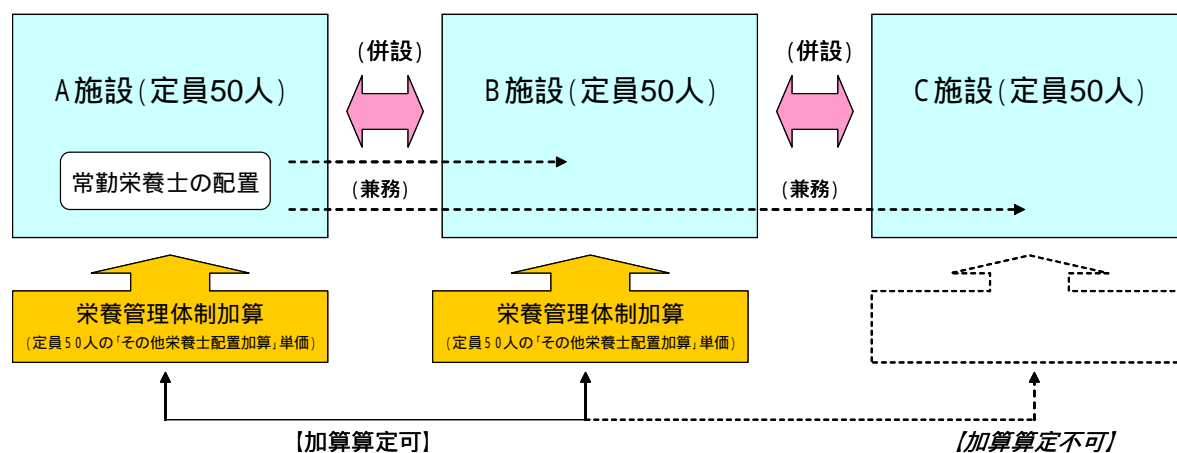 (併設)
(併設)
A施設(定員50人)
B施設(定員50人)
C施設(定員50人)
常勤栄養士の配置
(兼務)
(兼務)
栄養管理体制加算
(定員50人の「その他栄養士配置加算」単価)
栄養管理体制加算
(定員50人の「その他栄養士配置加算」単価)
【加算算定可】
【加算算定不可】